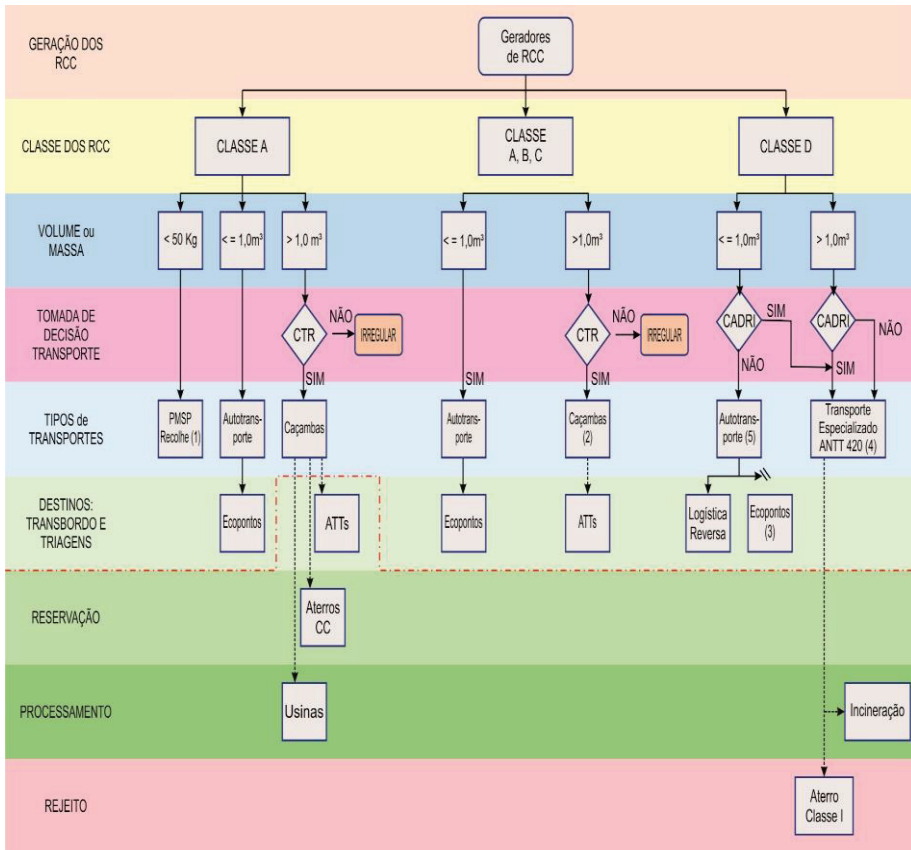 GERAÇÃO DOS
RCC
Geradores
de RCC
CLASSE DOS RCC
CLASSE A
CLASSE
A, B, C
CLASSE D
VOLUME ou
MASSA
< 50 Kg
< = 1,0m³
> 1,0 m³
< = 1,0m³
>1,0m³
< = 1,0m³
> 1,0m³
TOMADA DE
DECISÃO
TRANSPORTE
CTR
NÃO
IRREGULAR
SIM
SIM
CTR
NÃO
IRREGULAR
SIM
CADRI
SIM
NÃO
CADRI
SIM
NÃO
TIPOS de
TRANSPORTES
PMSP
Recolhe (1)
Autotrans-
porte
Caçambas
Autotrans-
porte
Caçambas
(2)
Autotrans-
porte (5)
Transporte
Especializado
ANTT 420 (4)
DESTINOS:
TRANSBORDO E
TRIAGENS
Ecopontos
ATTs
Ecopontos
ATTs
Logística
Reversa
Ecopontos
(3)
RESERVAÇÃO
Aterros
CC
PROCESSAMENTO
Usinas
Incineração
REJEITO
Aterro
Classe I